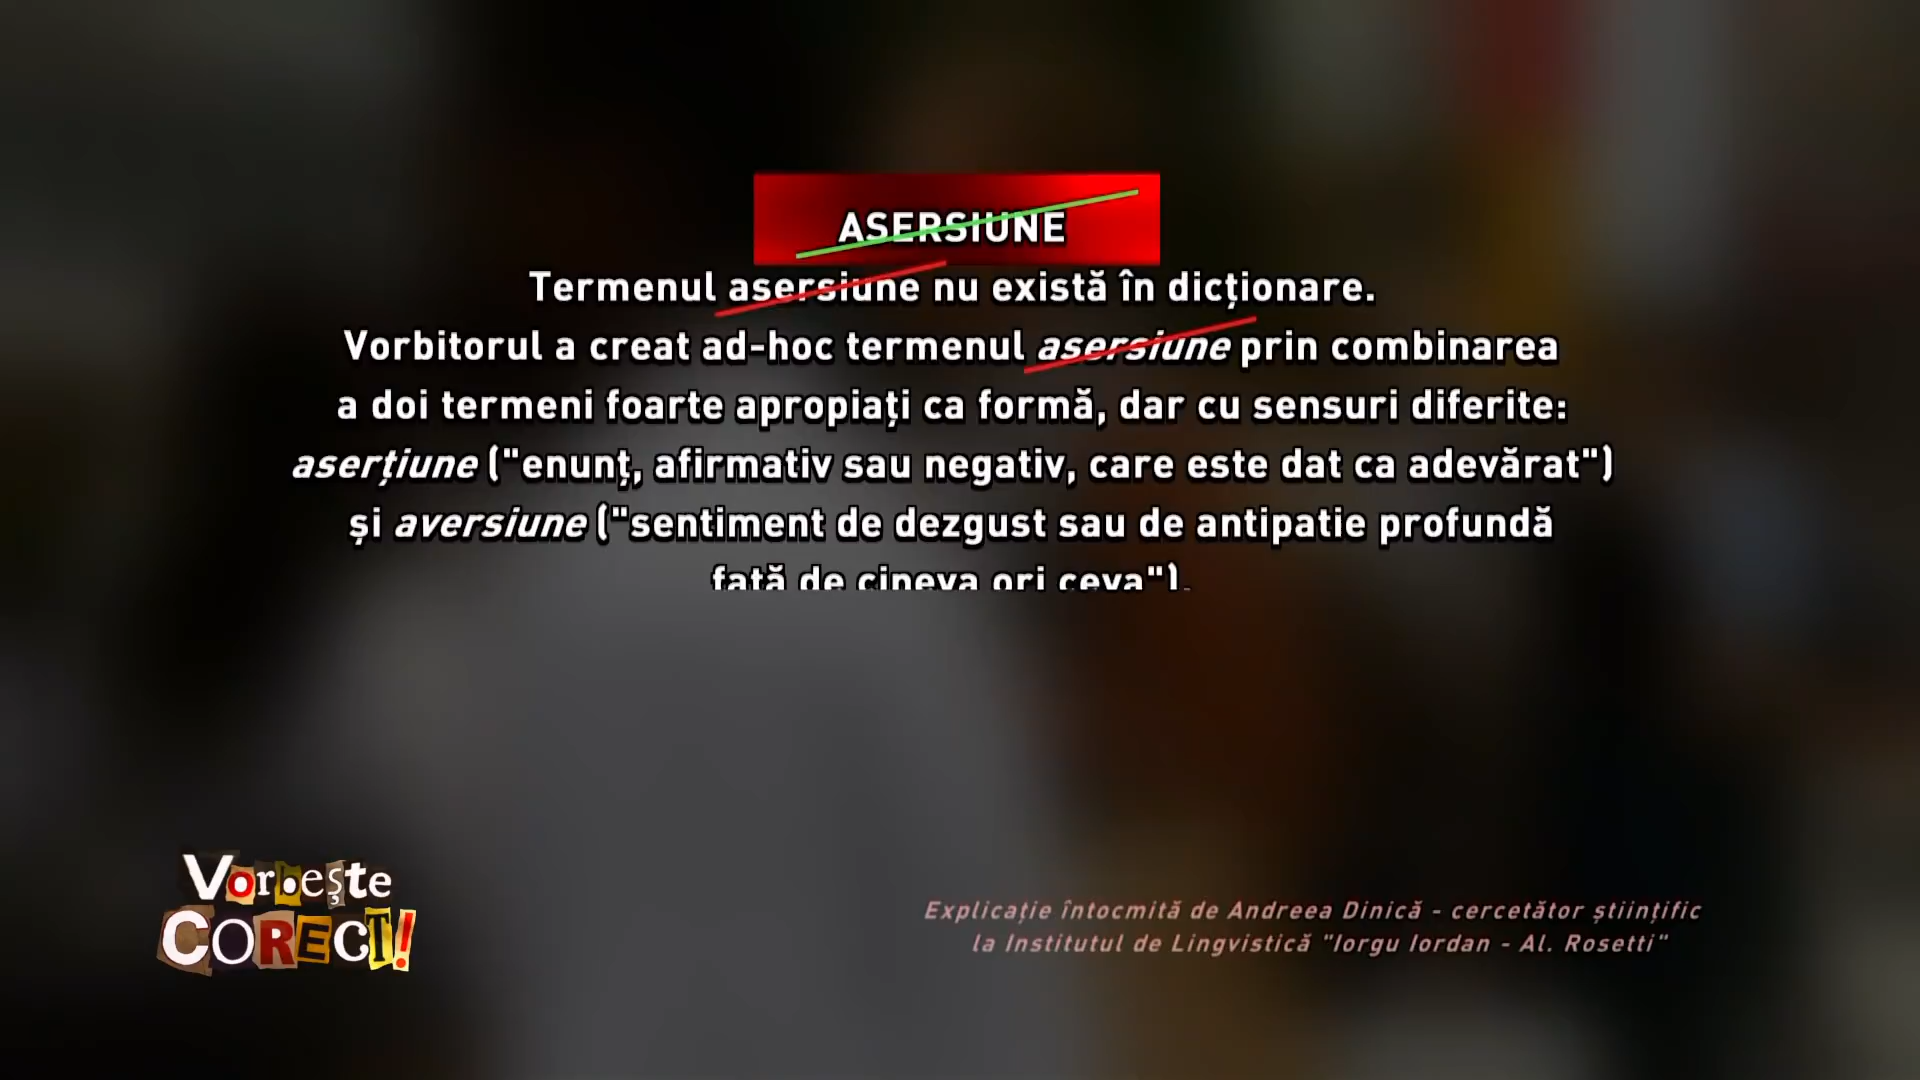 ASERSIUNE
Termenul asersiune nu există în dicționare.
Vorbitorul a creat ad-hoc termenul asersiune prin combinarea
a doi termeni foarte apropiați ca formă, dar cu sensuri diferite:
aserțiune ("enunț, afirmativ sau negativ, care este dat ca adevărat")
și aversiune ("sentiment de dezgust sau de antipatie profundă
față de cineva ori ceva").
Vorbește
CORECT!
Explicație întocmită de Andreea Dinică - cercetător științific
la Institutul de Lingvistică "Iorgu Iordan - Al. Rosetti"